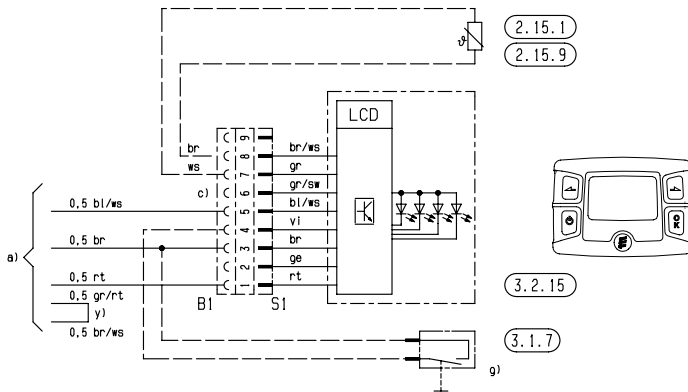 2.15.1
2.15.9
LCD
9
br 8 br/ws
ws 7 gr
c) 6 gr/sw
0,5 bl/ws 5 bl/ws
4 vi
a) 0,5 br 3 br
2 ge
0,5 rt 1 rt
0,5 gr/rt
y)
B1 S1
0,5 br/ws
OK
3.2.15
3.1.7
g)